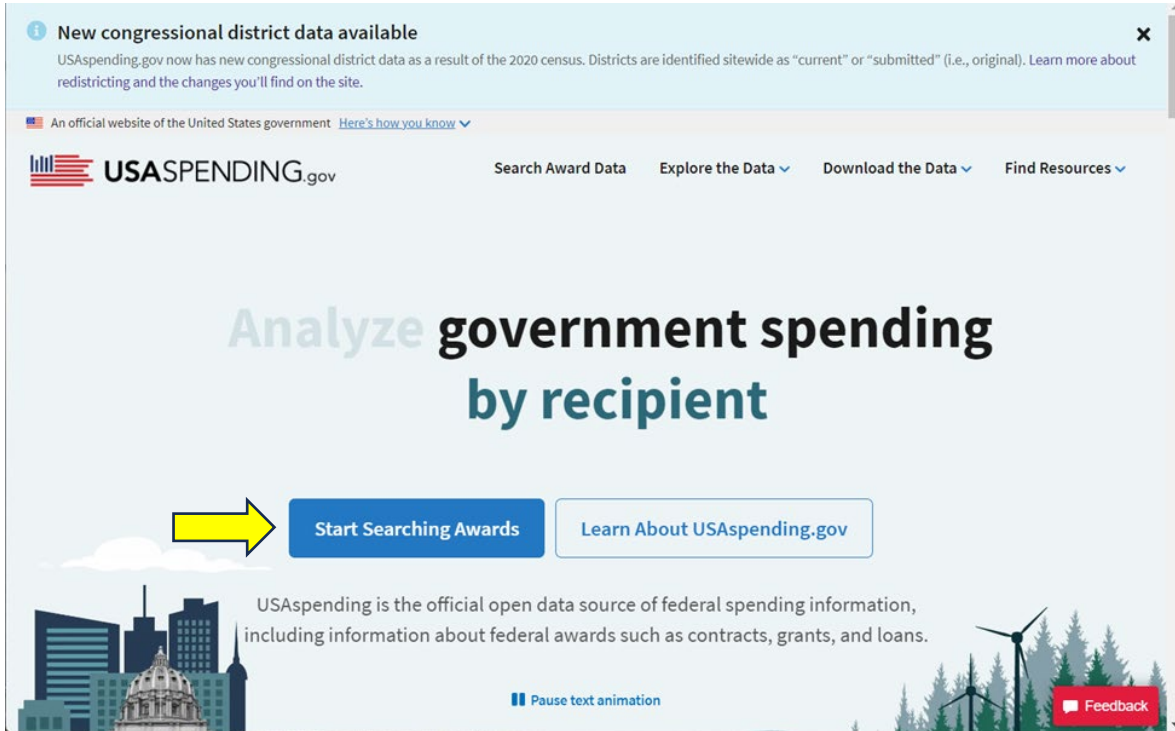 New congressional district data available
USAspending.gov now has new congressional district data as a result of the 2020 census. Districts are identified sitewide as “current” or “submitted” (i.e., original). Learn more about
redistricting and the changes you’ll find on the site.
An official website of the United States government Here’s how you know
USASPENDING.gov
Search Award Data Explore the Data Download the Data Find Resources
Analyze government spending
by recipient
Start Searching Awards Learn About USAspending.gov
USAspending is the official open data source of federal spending information,
including information about federal awards such as contracts, grants, and loans.
Pause text animation
Feedback